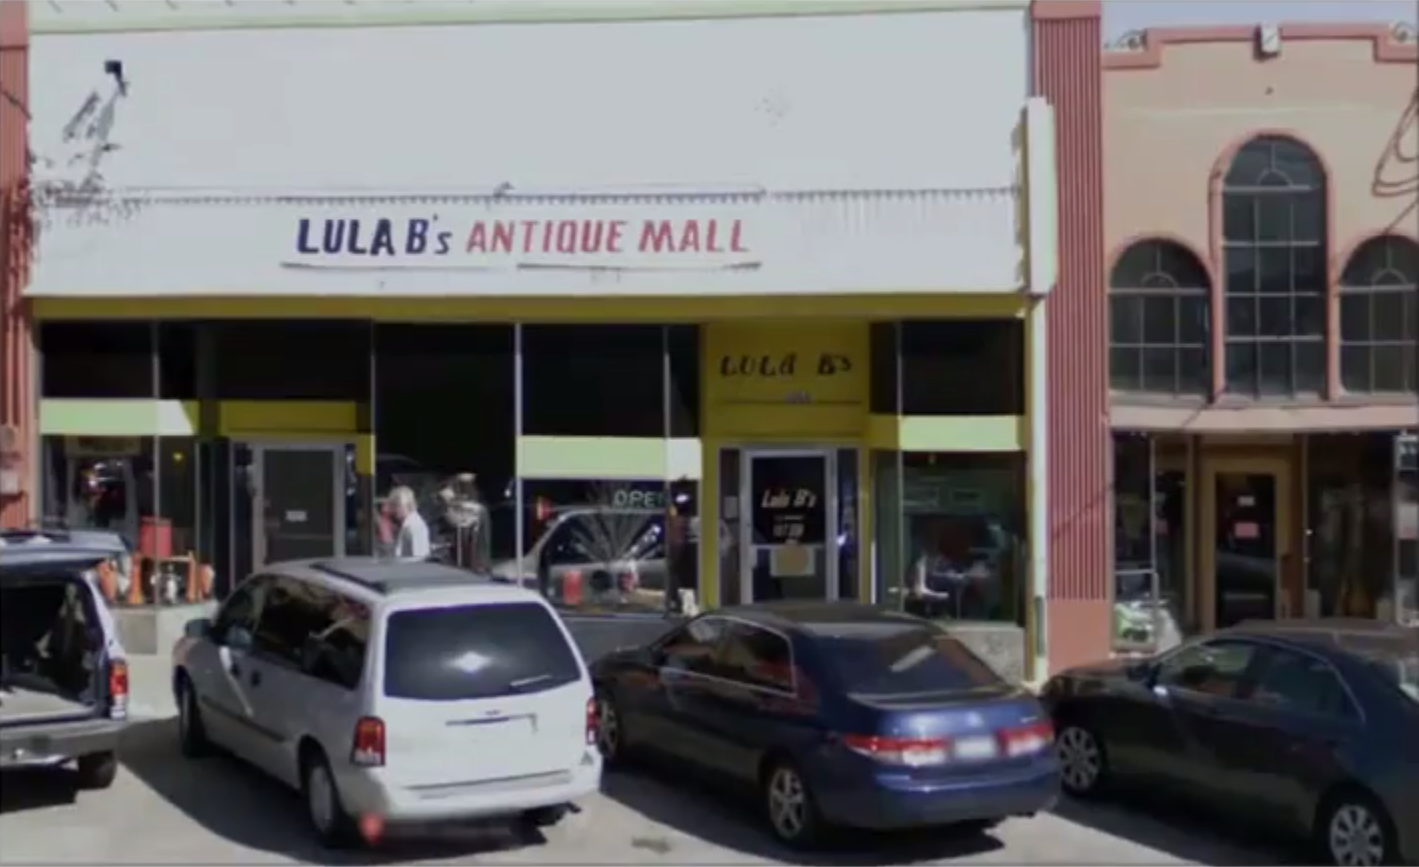 LULA B's ANTIQUE MALL
LULA B's
OPEN
Lula B's